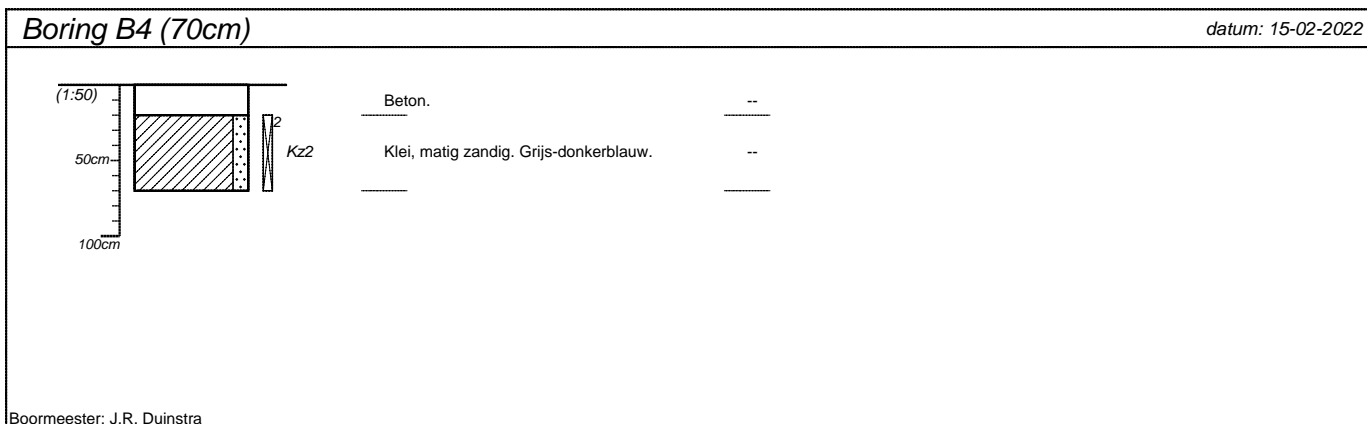 Boring B4 (70cm) datum: 15-02-2022
(1:50)
Beton. --
2
50cm Kz2 Klei, matig zandig. Grijs-donkerblauw. --
100cm
Boormeester: J.R. Duinstra